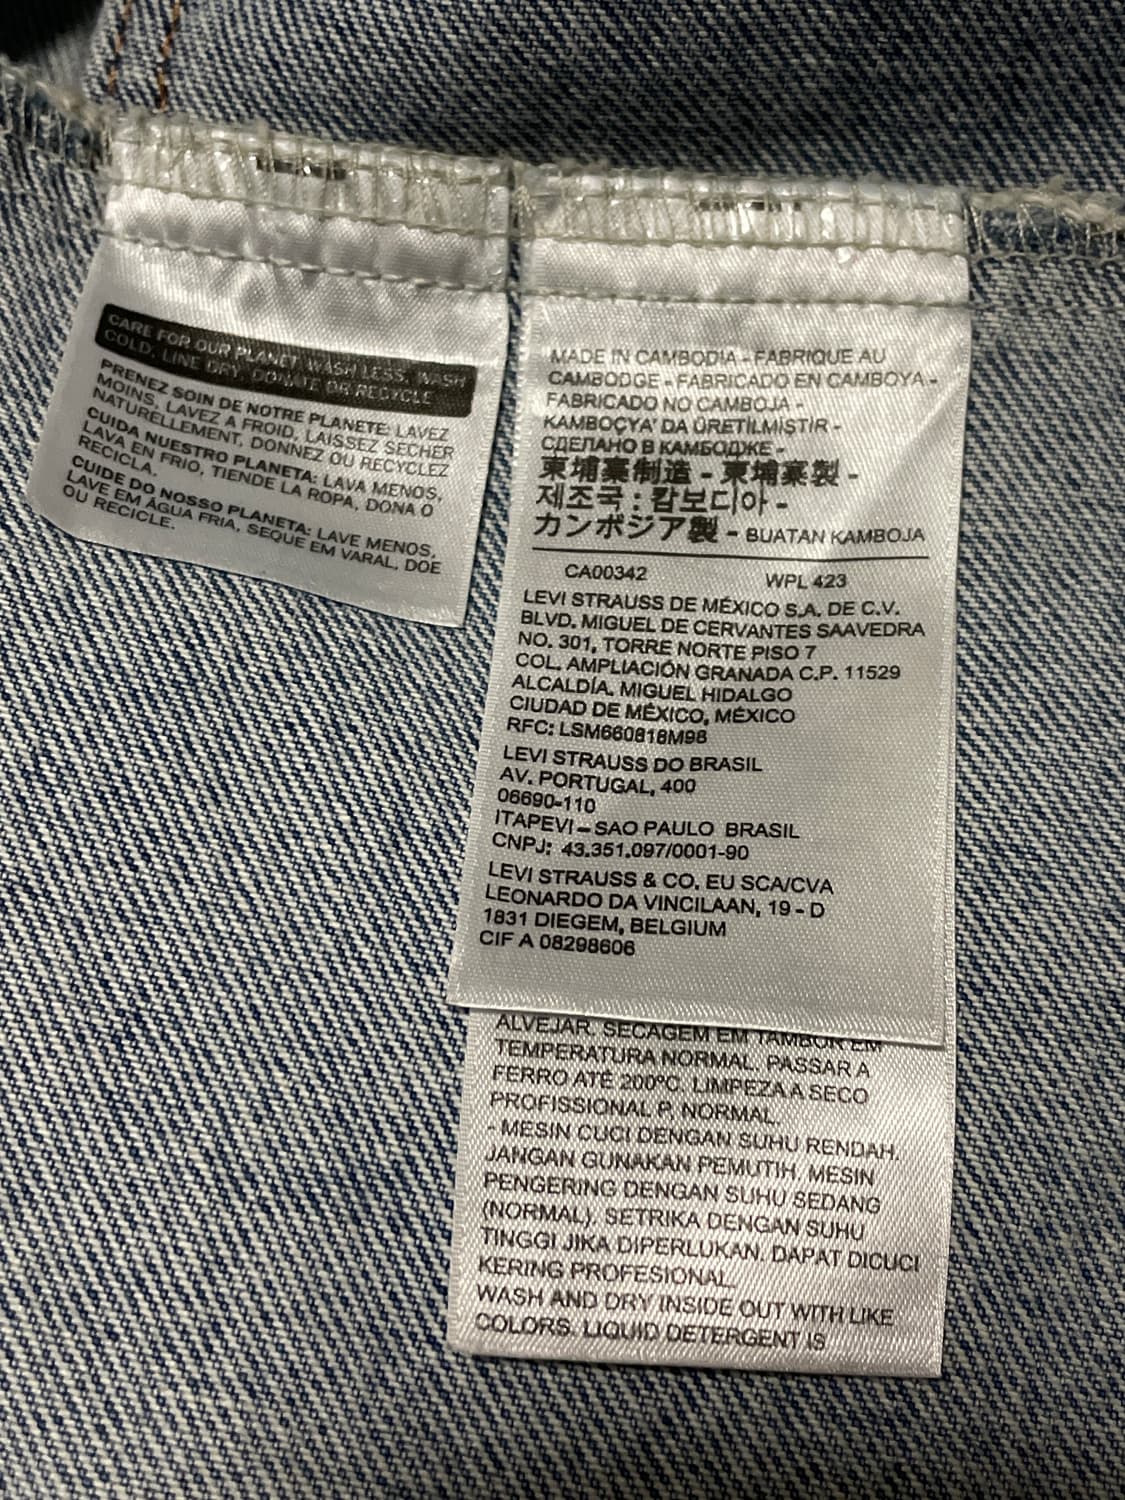 CARE FOR OUR PLANET: WASH LESS, WASH
COLD, LINE DRY, DONATE OR RECYCLE
PRENEZ SOIN DE NOTRE PLANETE: LAVEZ
MOINS, LAVEZ A FROID, LAISSEZ SECHER
NATURELLEMENT, DONNEZ OU RECYCLEZ
CUIDA NUESTRO PLANETA: LAVA MENOS,
LAVA EN FRIO, TIENDE LA ROPA, DONA O
RECICLA.
CUIDE DO NOSSO PLANETA: LAVE MENOS,
LAVE EM ÁGUA FRIA, SEQUE EM VARAL, DOE
OU RECICLE.
MADE IN CAMBODIA - FABRIQUE AU
CAMBODGE - FABRICADO EN CAMBOYA -
FABRICADO NO CAMBOJA -
KAMBOÇYA' DA ÜRETİLMİŞTİR -
СДЕЛАНО В КАМБОДЖЕ -
柬埔寨制造 - 柬埔寨製 -
제조국 : 캄보디아 -
カンボジア製 - BUATAN KAMBOJA
CA00342 WPL 423
LEVI STRAUSS DE MÉXICO S.A. DE C.V.
BLVD. MIGUEL DE CERVANTES SAAVEDRA
NO. 301, TORRE NORTE PISO 7
COL. AMPLIACIÓN GRANADA C.P. 11529
ALCALDÍA. MIGUEL HIDALGO
CIUDAD DE MÉXICO, MÉXICO
RFC: LSM660818M98
LEVI STRAUSS DO BRASIL
AV. PORTUGAL, 400
06690-110
ITAPEVI – SAO PAULO BRASIL
CNPJ: 43.351.097/0001-90
LEVI STRAUSS & CO. EU SCA/CVA
LEONARDO DA VINCILAAN, 19 - D
1831 DIEGEM, BELGIUM
CIF A 08298606
ALVEJAR. SECAGEM EM TAMBOR EM
TEMPERATURA NORMAL. PASSAR A
FERRO ATÉ 200ºC. LIMPEZA A SECO
PROFISSIONAL P. NORMAL.
- MESIN CUCI DENGAN SUHU RENDAH.
JANGAN GUNAKAN PEMUTIH. MESIN
PENGERING DENGAN SUHU SEDANG
(NORMAL). SETRIKA DENGAN SUHU
TINGGI JIKA DIPERLUKAN. DAPAT DICUCI
KERING PROFESIONAL.
WASH AND DRY INSIDE OUT WITH LIKE
COLORS. LIQUID DETERGENT IS